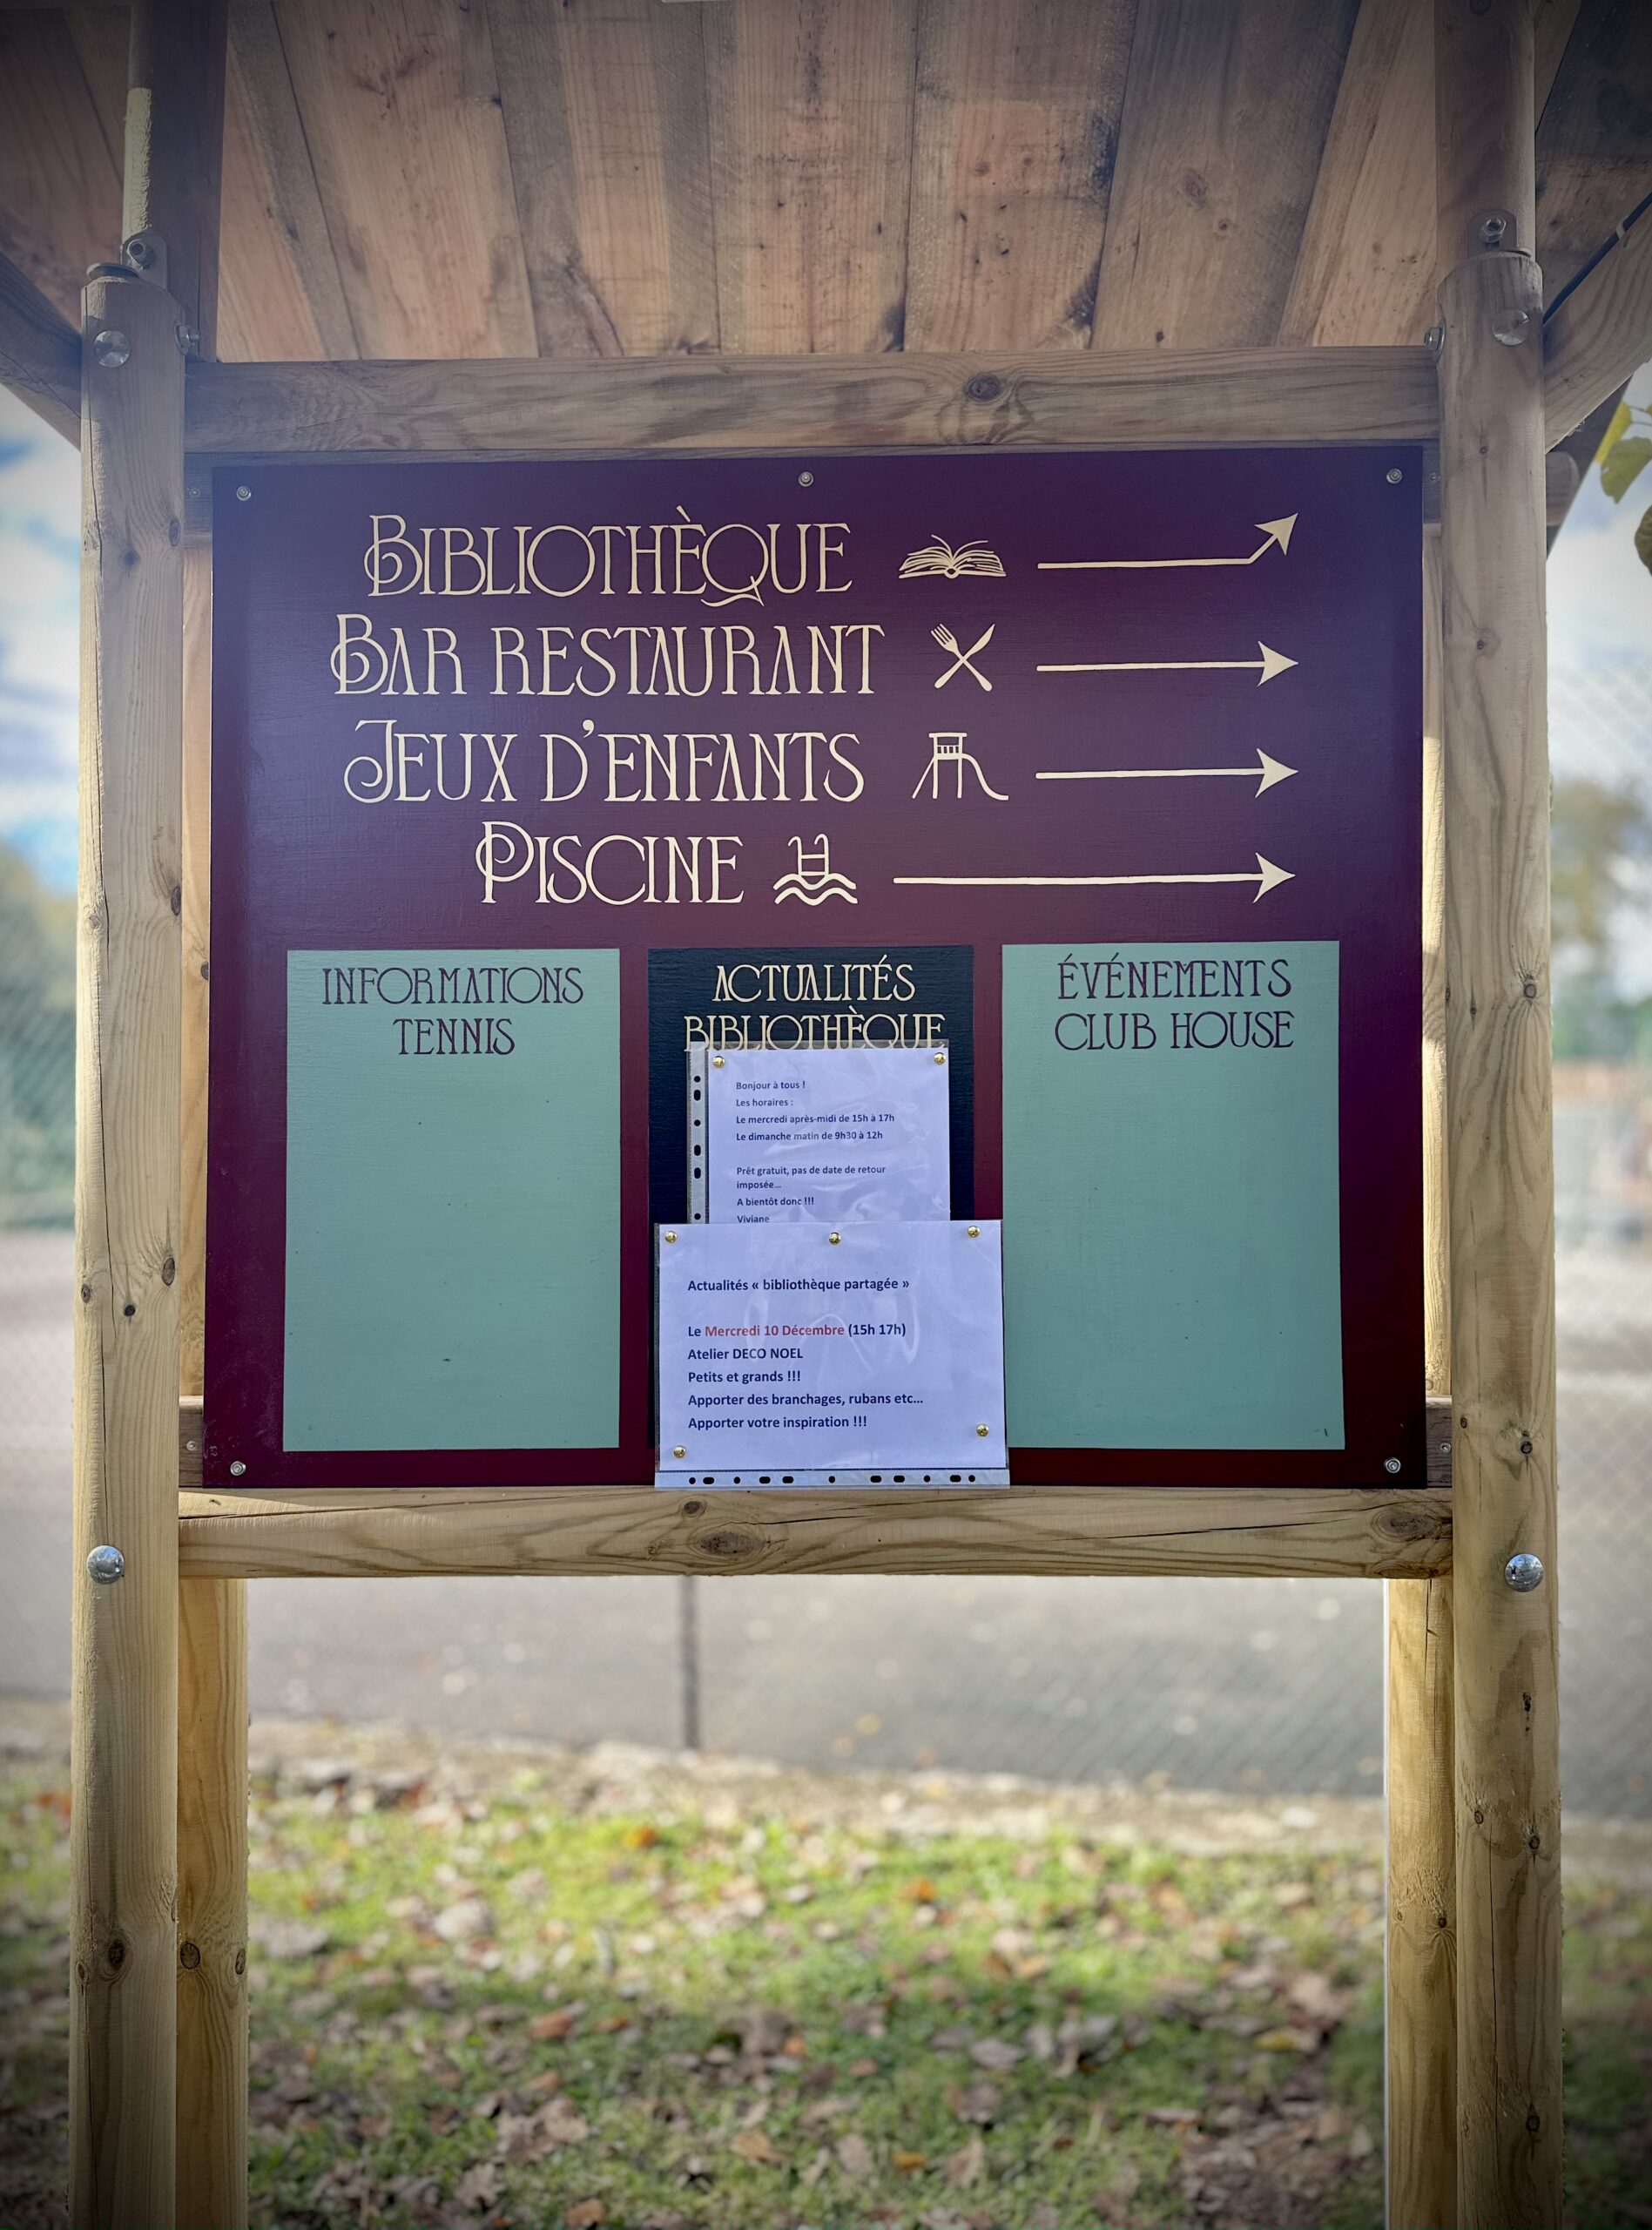 BIBLIOTHÈQUE
BAR RESTAURANT
JEUX D'ENFANTS
PISCINE
INFORMATIONS
TENNIS
ACTUALITÉS
BIBLIOTHÈQUE
Bonjour à tous !
Les horaires :
Le mercredi après-midi de 15h à 17h
Le dimanche matin de 9h30 à 12h
Prêt gratuit, pas de date de retour
imposée...
A bientôt donc !!!
Viviane
Actualités « bibliothèque partagée »
Le Mercredi 10 Décembre (15h 17h)
Atelier DECO NOEL
Petits et grands !!!
Apporter des branchages, rubans etc...
Apporter votre inspiration !!!
ÉVÉNEMENTS
CLUB HOUSE